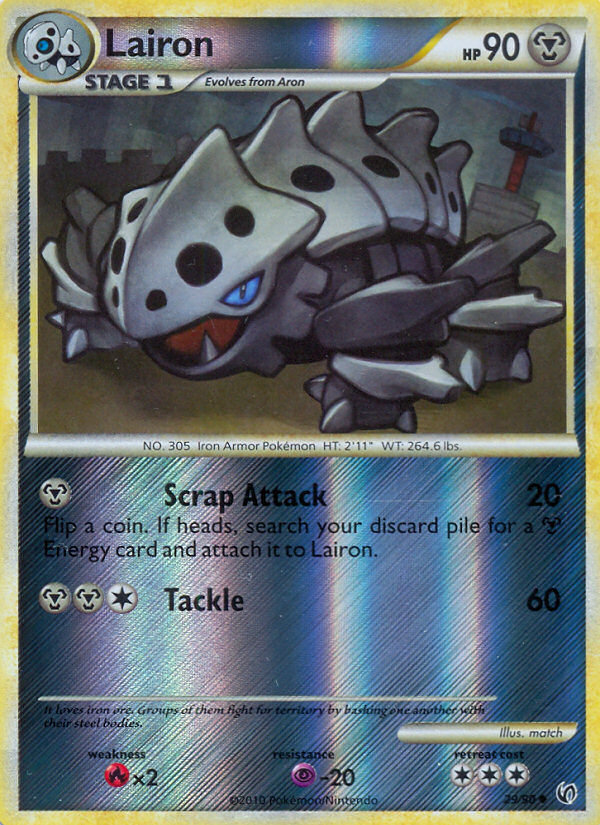 Lairon HP 90
STAGE 1 Evolves from Aron
NO. 305 Iron Armor Pokémon HT: 2'11" WT: 264.6 lbs.
Scrap Attack 20
Flip a coin. If heads, search your discard pile for a
Energy card and attach it to Lairon.
Tackle 60
It loves iron ore. Groups of them fight for territory by bashing one another with
their steel bodies.
Illus. match
weakness resistance retreat cost
×2 -20
©2010 Pokémon/Nintendo 29/90